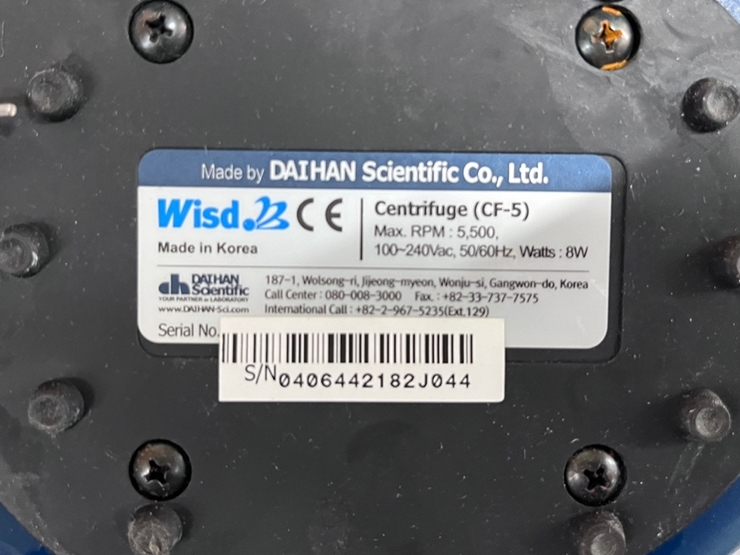 Made by DAIHAN Scientific Co., Ltd.
Wisd. CE
Centrifuge (CF-5)
Max. RPM : 5,500,
100~240Vac, 50/60Hz, Watts : 8W
Made in Korea
dh DAIHAN Scientific
YOUR PARTNER in LABORATORY
www.DAIHAN-Sci.com
187-1, Wolsong-ri, Jijeong-myeon, Wonju-si, Gangwon-do, Korea
Call Center : 080-008-3000 Fax. : +82-33-737-7575
International Call : +82-2-967-5235(Ext.129)
Serial No.
S/N0406442182J044